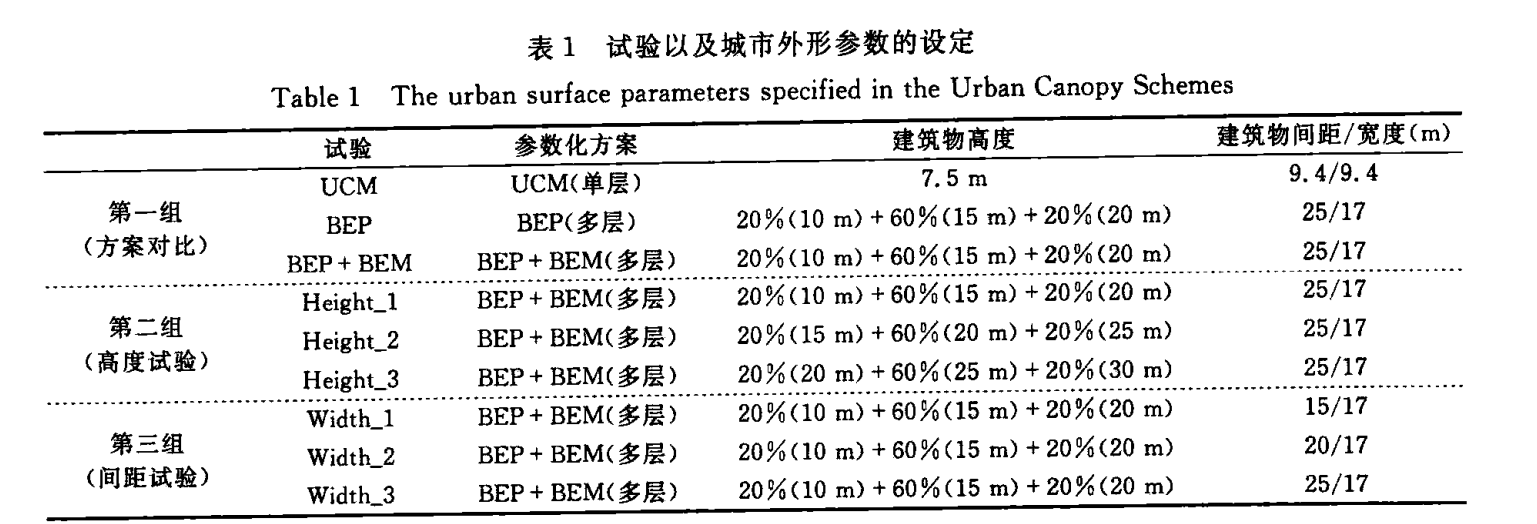 表 1 试验以及城市外形参数的设定
Table 1 The urban surface parameters specified in the Urban Canopy Schemes
试验 参数化方案 建筑物高度 建筑物间距/宽度(m)
第一组
(方案对比)
UCM UCM(单层) 7.5 m 9.4/9.4
BEP BEP(多层) 20%(10 m)+60%(15 m)+20%(20 m) 25/17
BEP+BEM BEP+BEM(多层) 20%(10 m)+60%(15 m)+20%(20 m) 25/17
第二组
(高度试验)
Height_1 BEP+BEM(多层) 20%(10 m)+60%(15 m)+20%(20 m) 25/17
Height_2 BEP+BEM(多层) 20%(15 m)+60%(20 m)+20%(25 m) 25/17
Height_3 BEP+BEM(多层) 20%(20 m)+60%(25 m)+20%(30 m) 25/17
第三组
(间距试验)
Width_1 BEP+BEM(多层) 20%(10 m)+60%(15 m)+20%(20 m) 15/17
Width_2 BEP+BEM(多层) 20%(10 m)+60%(15 m)+20%(20 m) 20/17
Width_3 BEP+BEM(多层) 20%(10 m)+60%(15 m)+20%(20 m) 25/17